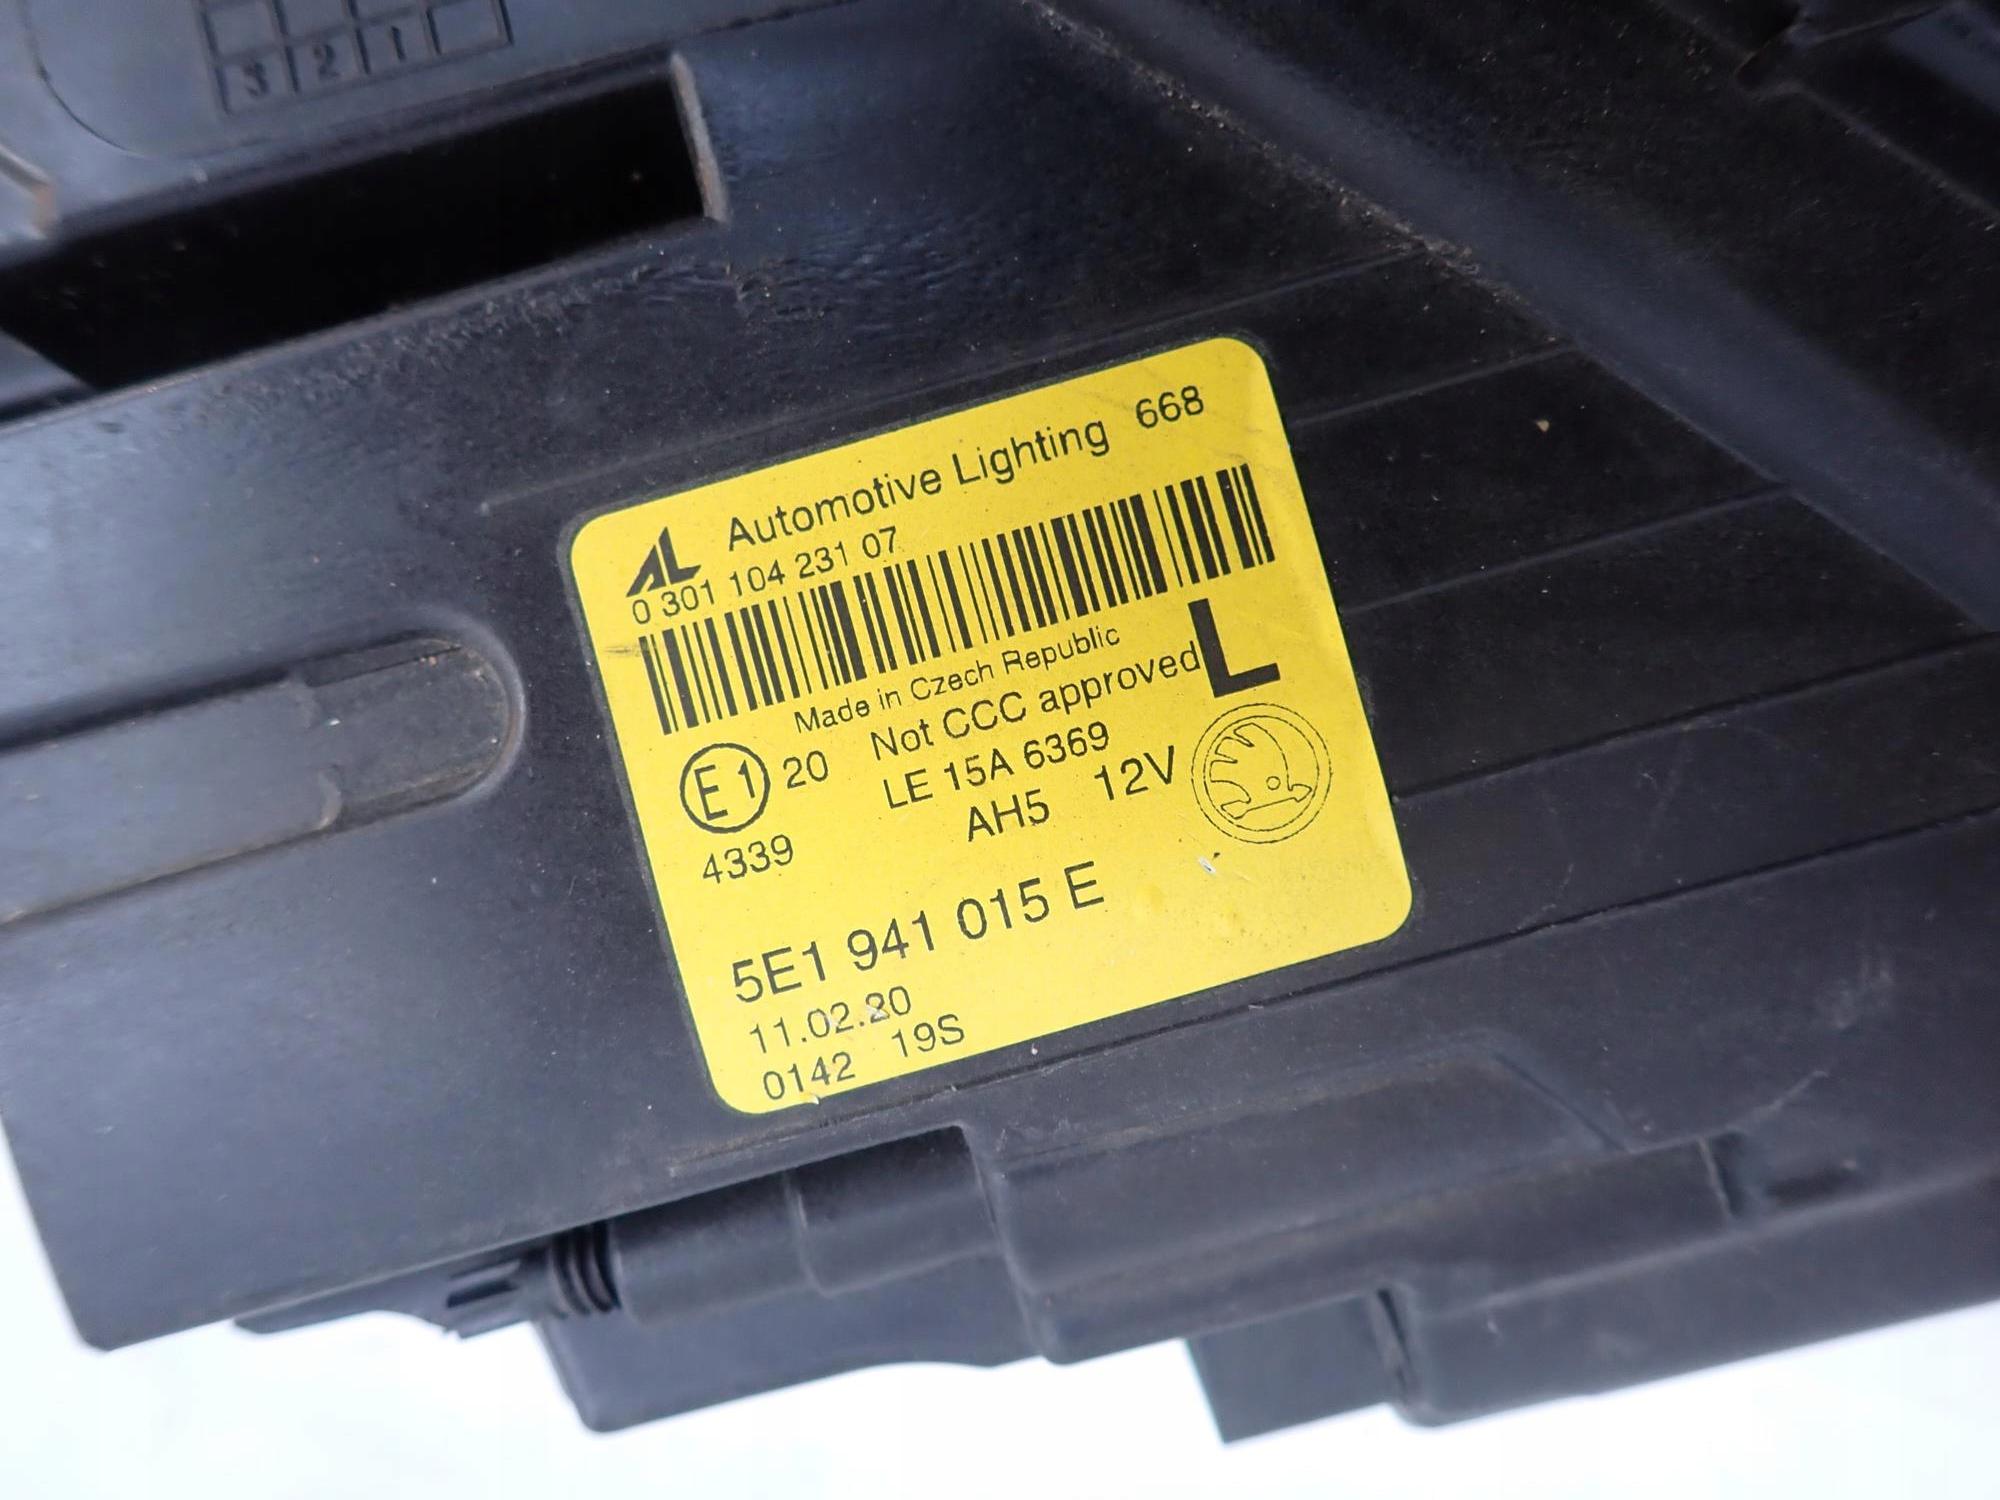 3 2 1
AL Automotive Lighting 668
0 301 104 231 07
Made in Czech Republic
Not CCC approved L
E1 20 LE 15A 6369
4339 AH5 12V
5E1 941 015 E
11.02.20
0142 19S